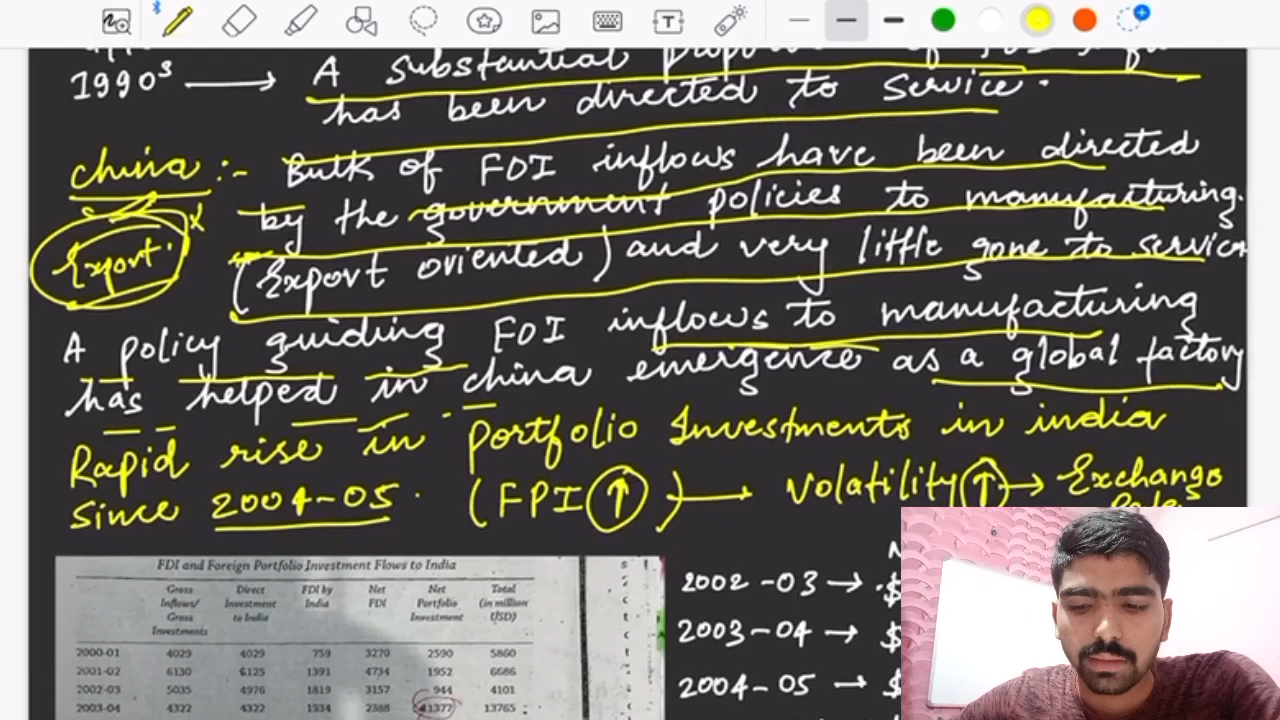 1990s → A substantial
has been directed to service.
china :- Bulk of FDI inflows have been directed
by the government policies to manufacturing.
Export. (Export oriented) and very little gone to service
A policy guiding FDI inflows to manufacturing
has helped in china emergence as a global factory
Rapid rise in Portfolio Investments in india
since 2004-05. (FPI ↑) → Volatility ↑ → Exchange
FDI and Foreign Portfolio Investment Flows to India
Gross Inflows/ Gross Investments Direct Investment to India FDI by India Net FDI Net Portfolio Investment Total (in million USD)
2000-01 4029 4029 759 3270 2590 5860
2001-02 6130 6125 1391 4734 1952 6686
2002-03 5035 4976 1819 3157 944 4101
2003-04 4322 4322 1934 2388 11377 13765
2002-03 → $
2003-04 → $
2004-05 → $